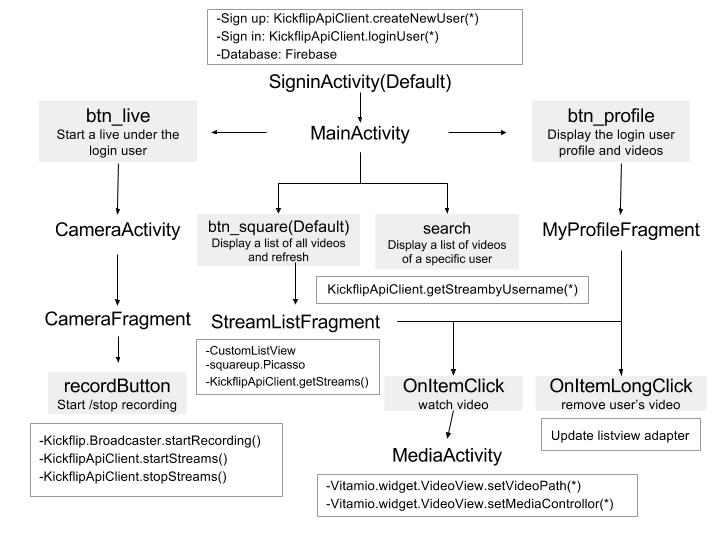 -Sign up: KickflipApiClient.createNewUser(*)
-Sign in: KickflipApiClient.loginUser(*)
-Database: Firebase
SigninActivity(Default)
btn_live
Start a live under the
login user
MainActivity
btn_profile
Display the login user
profile and videos
CameraActivity
btn_square(Default)
Display a list of all videos
and refresh
search
Display a list of videos
of a specific user
MyProfileFragment
KickflipApiClient.getStreambyUsername(*)
CameraFragment
StreamListFragment
-CustomListView
-squareup.Picasso
-KickflipApiClient.getStreams()
recordButton
Start /stop recording
OnItemClick
watch video
OnItemLongClick
remove user's video
Update listview adapter
-Kickflip.Broadcaster.startRecording()
-KickflipApiClient.startStreams()
-KickflipApiClient.stopStreams()
MediaActivity
-Vitamio.widget.VideoView.setVideoPath(*)
-Vitamio.widget.VideoView.setMediaControllor(*)